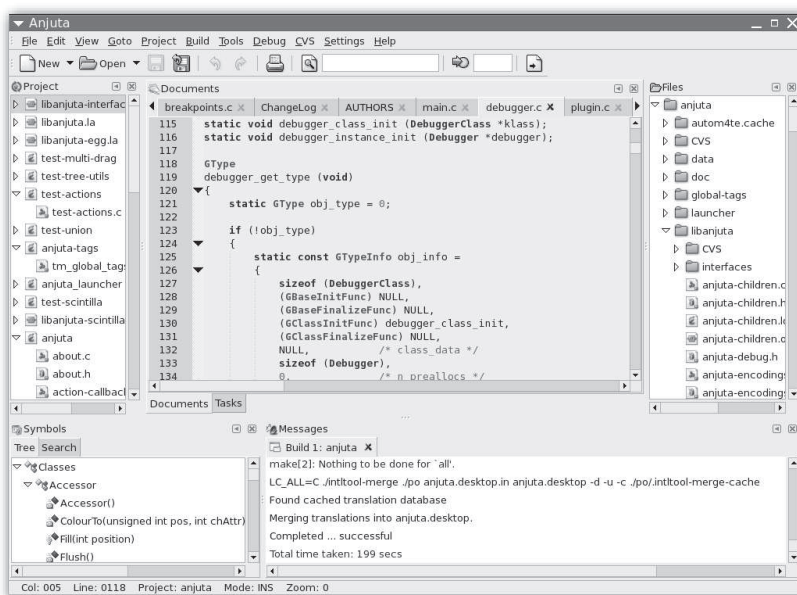 Anjuta
File Edit View Goto Project Build Tools Debug CVS Settings Help
New Open
Project
libanjuta-interfac
libanjuta.la
libanjuta-egg.la
test-multi-drag
test-tree-utils
test-actions
test-actions.c
test-union
anjuta-tags
tm_global_tag
anjuta_launcher
test-scintilla
libanjuta-scintilla
anjuta
about.c
about.h
action-callbac
Documents
breakpoints.c ChangeLog AUTHORS main.c debugger.c plugin.c
115 static void debugger_class_init (DebuggerClass *klass);
116 static void debugger_instance_init (Debugger *debugger);
117
118 GType
119 debugger_get_type (void)
120 {
121 static GType obj_type = 0;
122
123 if (!obj_type)
124 {
125 static const GTypeInfo obj_info =
126 {
127 sizeof (DebuggerClass),
128 (GBaseInitFunc) NULL,
129 (GBaseFinalizeFunc) NULL,
130 (GClassInitFunc) debugger_class_init,
131 (GClassFinalizeFunc) NULL,
132 NULL, /* class_data */
133 sizeof (Debugger),
134 0, /* n_preallocs */
Documents Tasks
Files
anjuta
autom4te.cache
CVS
data
doc
global-tags
launcher
libanjuta
CVS
interfaces
anjuta-children.c
anjuta-children.h
anjuta-children.lo
anjuta-children.o
anjuta-debug.h
anjuta-encodings
anjuta-encodings
Symbols
Tree Search
Classes
Accessor
Accessor()
ColourTo(unsigned int pos, int chAttr)
Fill(int position)
Flush()
Messages
Build 1: anjuta
make[2]: Nothing to be done for `all'.
LC_ALL=C ./intltool-merge ./po anjuta.desktop.in anjuta.desktop -d -u -c ./po/.intltool-merge-cache
Found cached translation database
Merging translations into anjuta.desktop.
Completed ... successful
Total time taken: 199 secs
Col: 005 Line: 0118 Project: anjuta Mode: INS Zoom: 0